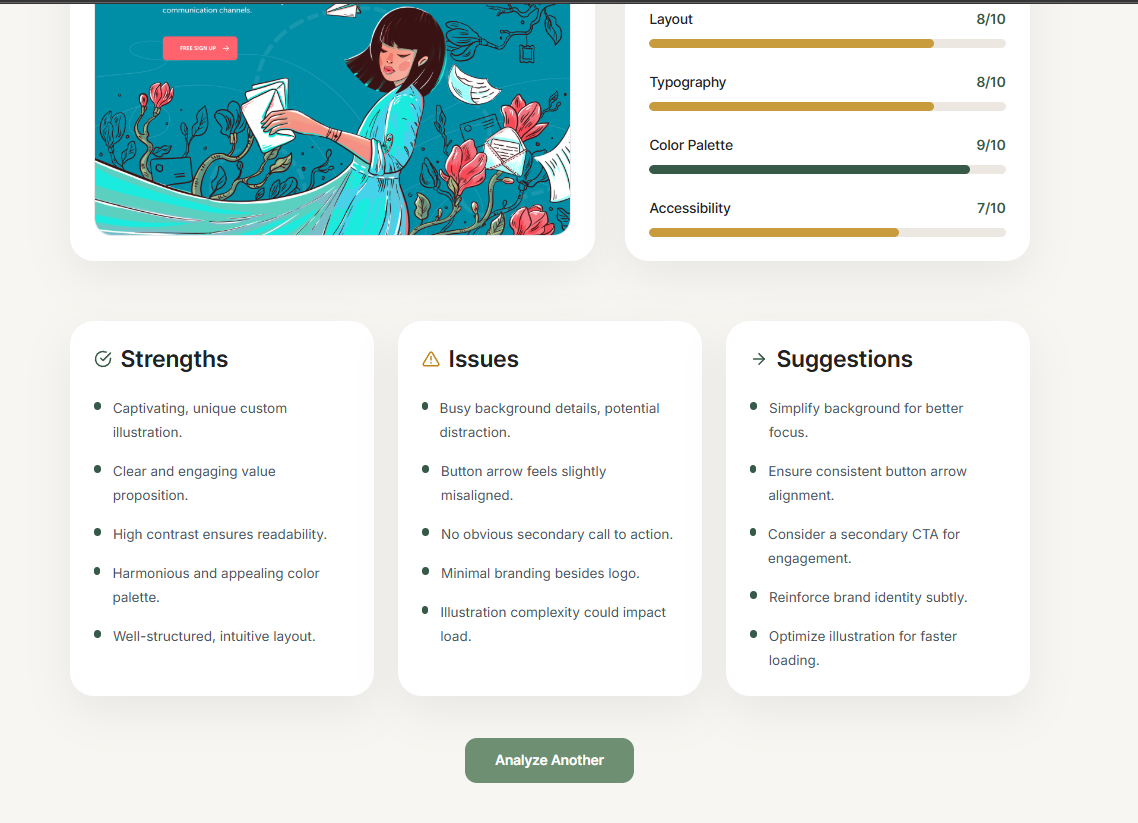 communication channels.
FREE SIGN UP
Layout 8/10
Typography 8/10
Color Palette 9/10
Accessibility 7/10
Strengths
Captivating, unique custom
illustration.
Clear and engaging value
proposition.
High contrast ensures readability.
Harmonious and appealing color
palette.
Well-structured, intuitive layout.
Issues
Busy background details, potential
distraction.
Button arrow feels slightly
misaligned.
No obvious secondary call to action.
Minimal branding besides logo.
Illustration complexity could impact
load.
Suggestions
Simplify background for better
focus.
Ensure consistent button arrow
alignment.
Consider a secondary CTA for
engagement.
Reinforce brand identity subtly.
Optimize illustration for faster
loading.
Analyze Another